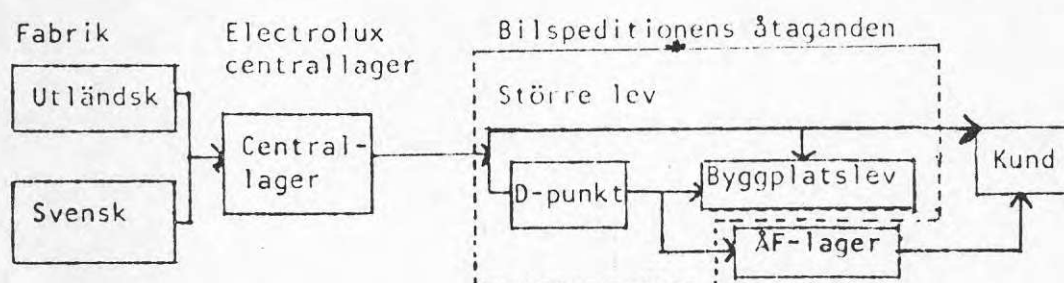 Fabrik
Electrolux
centrallager
Bilspeditionens åtaganden
Utländsk
Svensk
Central-
lager
Större lev
D-punkt
Byggplatslev
ÅF-lager
Kund